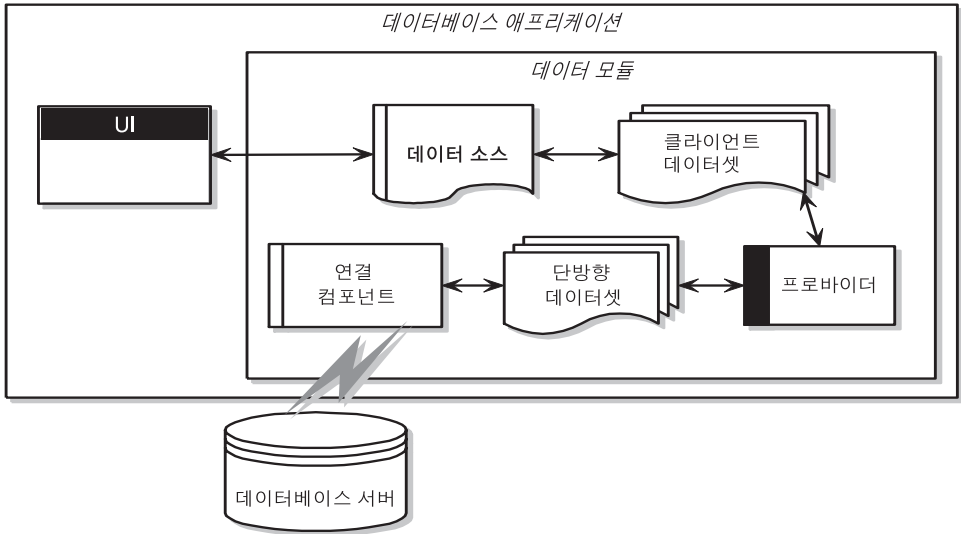 데이터베이스 애프리케이션
데이터 모듈
UI
데이터 소스
클라이언트
데이터셋
연결
컴포넌트
단방향
데이터셋
프로바이더
데이터베이스 서버